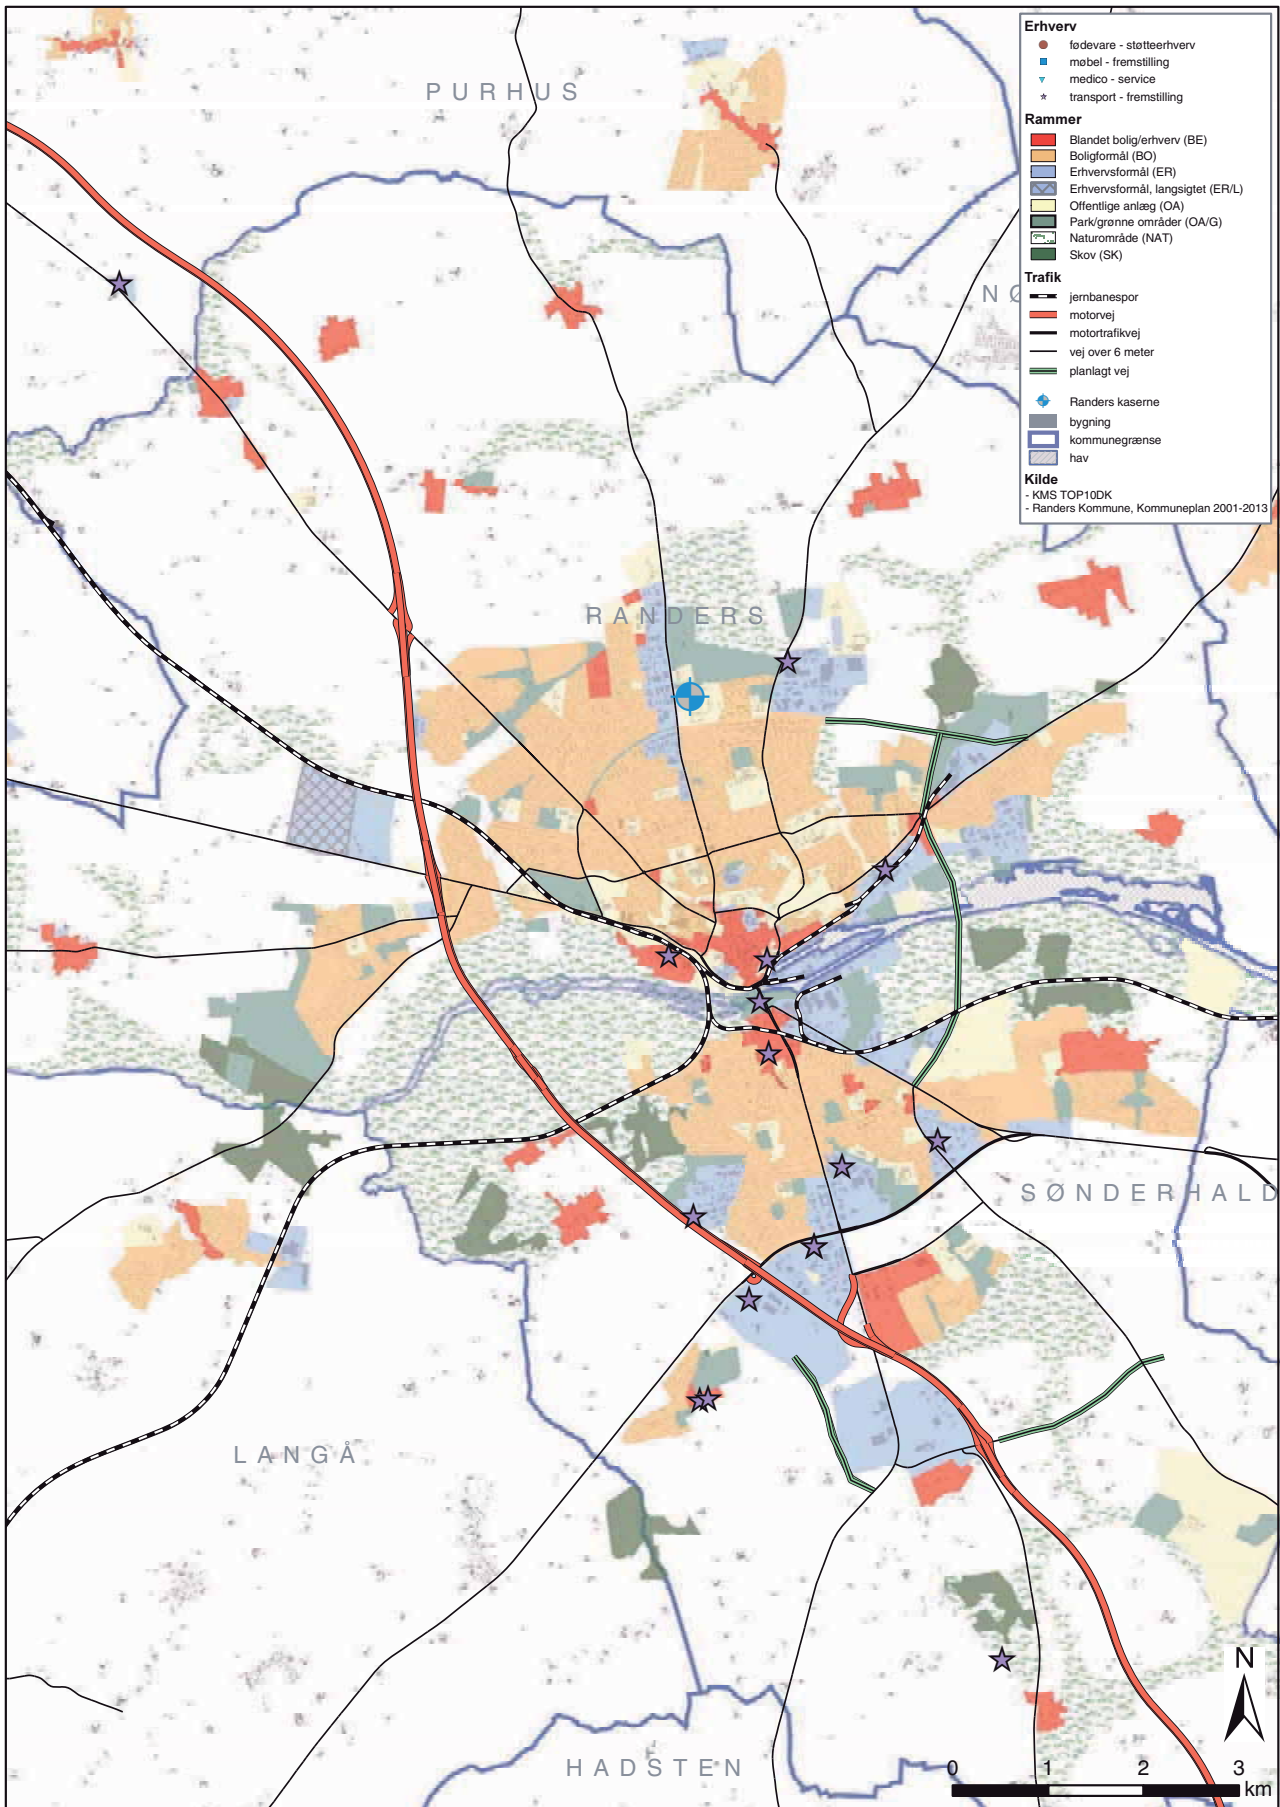 Erhverv
fødevare - støtteerhverv
møbel - fremstilling
medico - service
transport - fremstilling
Rammer
Blandet bolig/erhverv (BE)
Boligformål (BO)
Erhvervsformål (ER)
Erhvervsformål, langsigtet (ER/L)
Offentlige anlæg (OA)
Park/grønne områder (OA/G)
Naturområde (NAT)
Skov (SK)
Trafik
jernbanespor
motorvej
motortrafikvej
vej over 6 meter
planlagt vej
Randers kaserne
bygning
kommunegrænse
hav
Kilde
- KMS TOP10DK
- Randers Kommune, Kommuneplan 2001-2013
PURHUS
NØ
RANDERS
SØNDERHALD
LANGÅ
HADSTEN
N
0 1 2 3
km